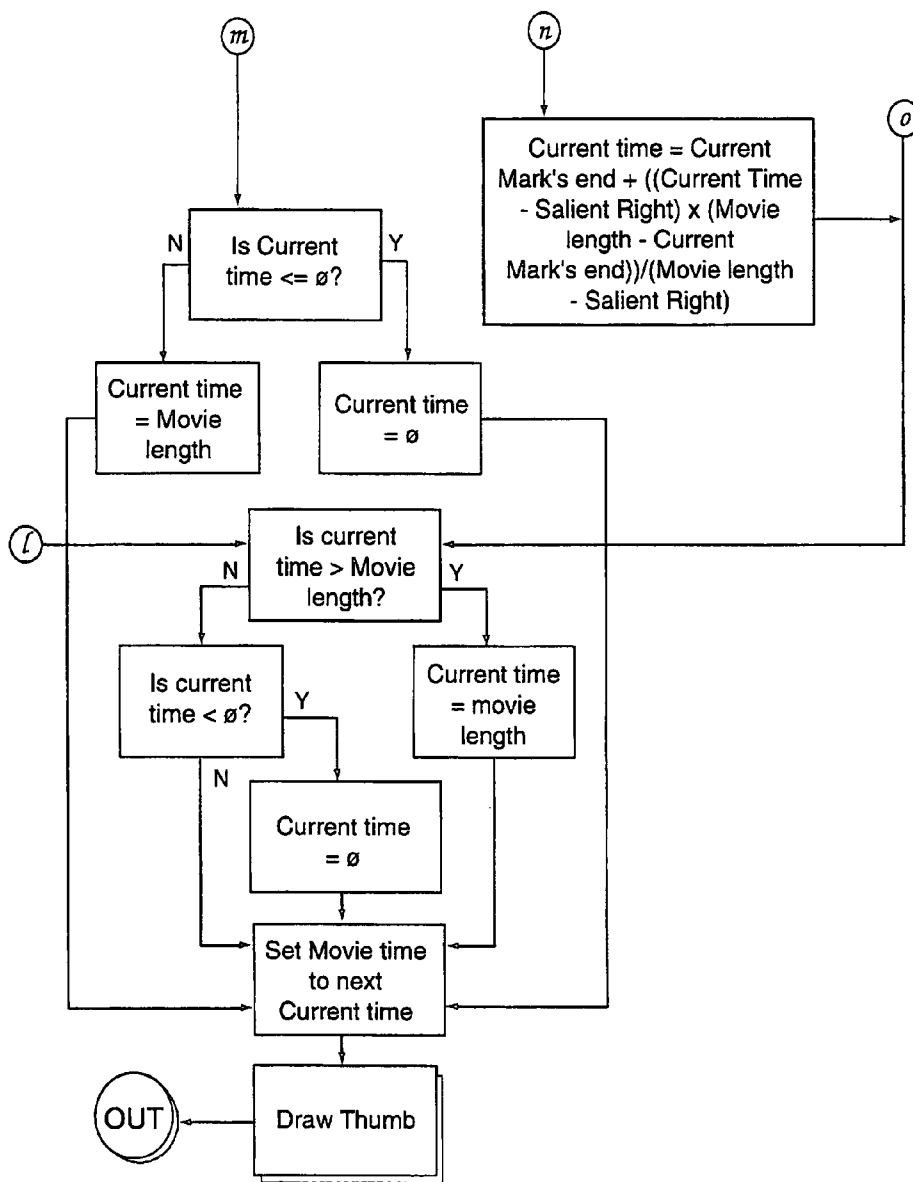 m
n
o
Current time = Current
Mark's end + ((Current Time
- Salient Right) x (Movie
length - Current
Mark's end))/(Movie length
- Salient Right)
N
Is Current
time <= ø?
Y
Current time
= Movie
length
Current time
= ø
l
Is current
time > Movie
length?
N
Y
Is current
time < ø?
Y
N
Current time
= movie
length
Current time
= ø
Set Movie time
to next
Current time
OUT
Draw Thumb